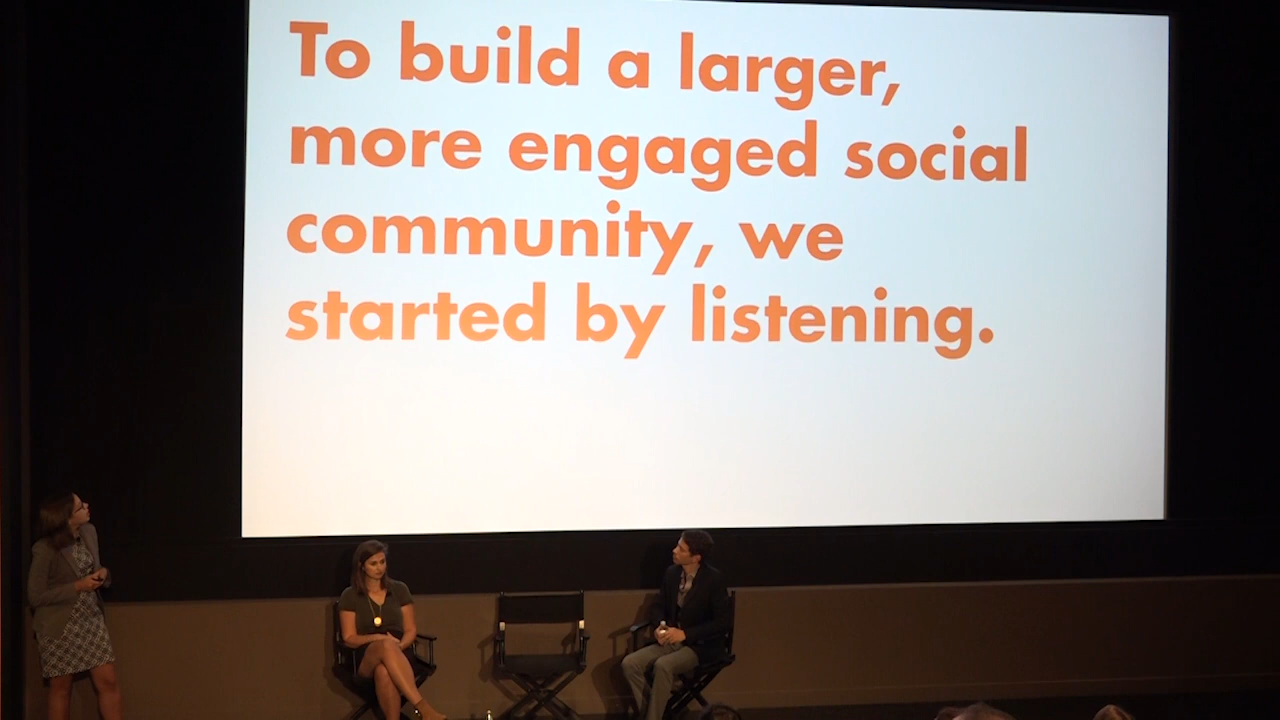 To build a larger,
more engaged social
community, we
started by listening.